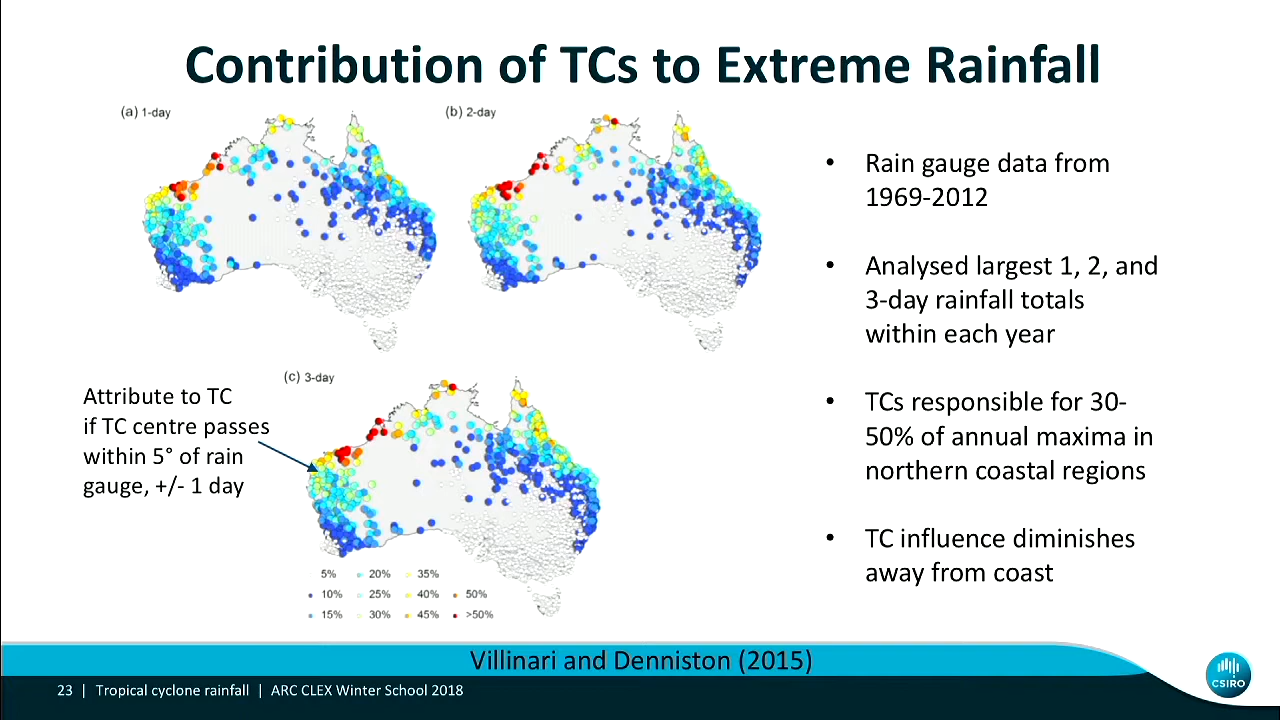 Contribution of TCs to Extreme Rainfall
(a) 1-day
(b) 2-day
• Rain gauge data from
1969-2012
• Analysed largest 1, 2, and
3-day rainfall totals
within each year
• TCs responsible for 30-
50% of annual maxima in
northern coastal regions
• TC influence diminishes
away from coast
(c) 3-day
Attribute to TC
if TC centre passes
within 5° of rain
gauge, +/- 1 day
5% 20% 35%
10% 25% 40% 50%
15% 30% 45% >50%
Villinari and Denniston (2015)
23 | Tropical cyclone rainfall | ARC CLEX Winter School 2018
CSIRO